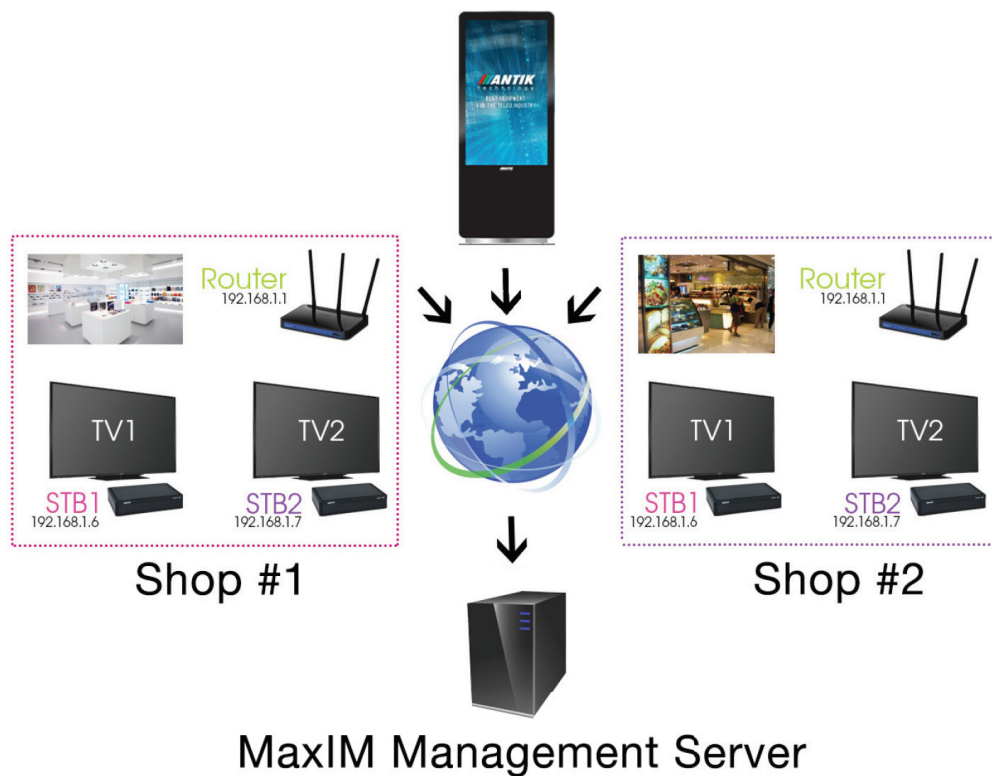 ANTIK
technology
BEST EQUIPMENT
FOR THE TELCO INDUSTRY
ANTIK
Router
192.168.1.1
TV1
TV2
STB1
192.168.1.6
STB2
192.168.1.7
Shop #1
Router
192.168.1.1
TV1
TV2
STB1
192.168.1.6
STB2
192.168.1.7
Shop #2
MaxIM Management Server